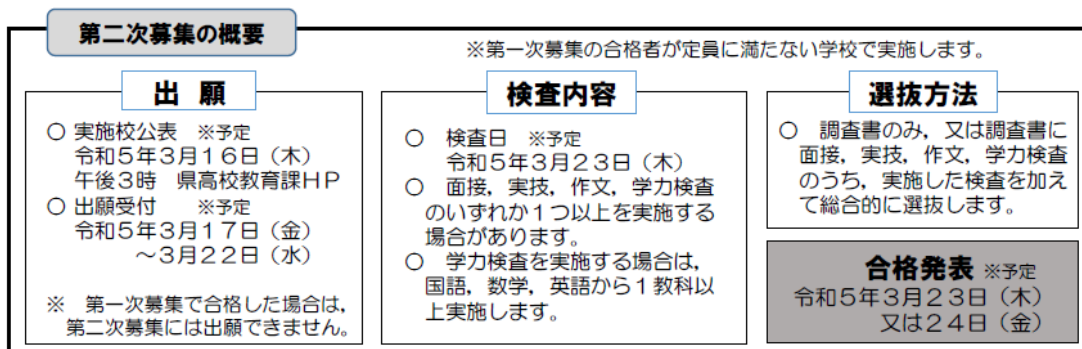 第二次募集の概要
※第一次募集の合格者が定員に満たない学校で実施します。
出　願
○ 実施校公表　※予定
令和５年３月１６日（木）
午後３時　県高校教育課ＨＰ
○ 出願受付　※予定
令和５年３月１７日（金）
～３月２２日（水）
※　第一次募集で合格した場合は，
第二次募集には出願できません。
検査内容
○　検査日　※予定
令和５年３月２３日（木）
○　面接，実技，作文，学力検査
のいずれか１つ以上を実施する
場合があります。
○　学力検査を実施する場合は，
国語，数学，英語から１教科以
上実施します。
選抜方法
○　調査書のみ，又は調査書に
面接，実技，作文，学力検査
のうち，実施した検査を加え
て総合的に選抜します。
合格発表 ※予定
令和５年３月２３日（木）
又は２４日（金）